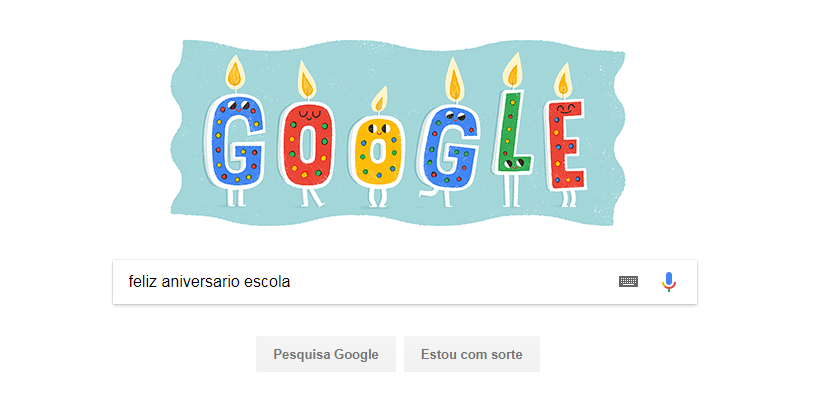 GOOGLE
feliz aniversario escola
Pesquisa Google
Estou com sorte